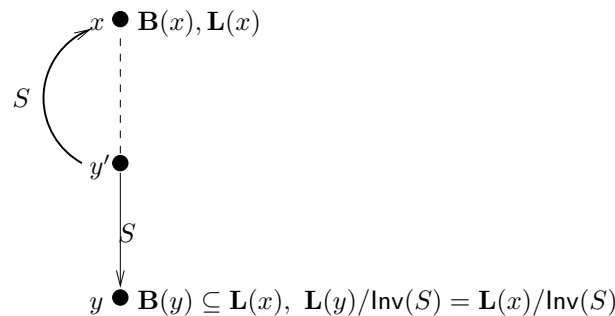 x B(x), L(x)
S
y′
S
y B(y) ⊆ L(x), L(y)/Inv(S) = L(x)/Inv(S)